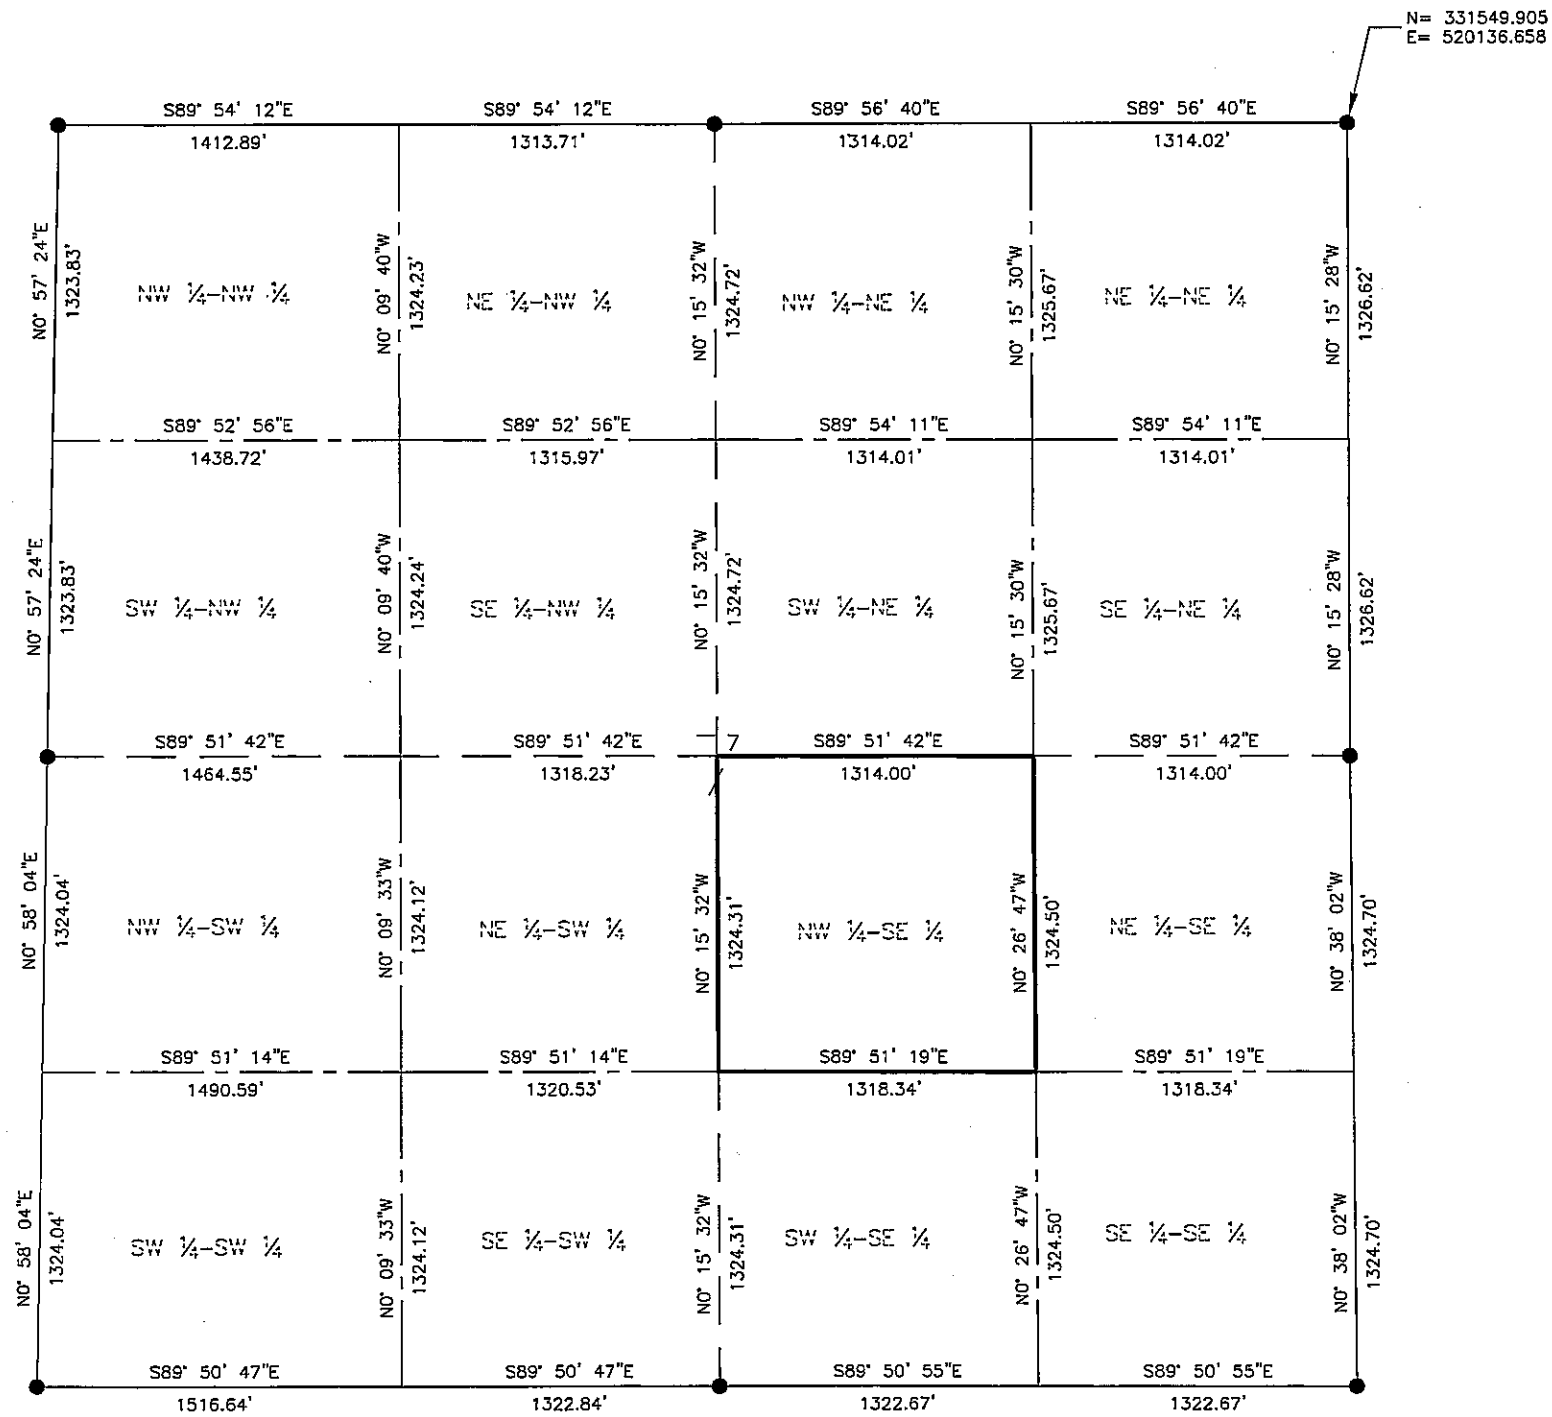 N= 331549.905
E= 520136.658
S89° 54' 12"E
S89° 54' 12"E
S89° 56' 40"E
S89° 56' 40"E
1412.89'
1313.71'
1314.02'
1314.02'
N0° 57' 24"E
1323.83'
NW ¼-NW ¼
N0° 09' 40"W
1324.23'
NE ¼-NW ¼
N0° 15' 32"W
1324.72'
NW ¼-NE ¼
N0° 15' 30"W
1325.67'
NE ¼-NE ¼
N0° 15' 28"W
1326.62'
S89° 52' 56"E
S89° 52' 56"E
S89° 54' 11"E
S89° 54' 11"E
1438.72'
1315.97'
1314.01'
1314.01'
N0° 57' 24"E
1323.83'
SW ¼-NW ¼
N0° 09' 40"W
1324.24'
SE ¼-NW ¼
N0° 15' 32"W
1324.72'
SW ¼-NE ¼
N0° 15' 30"W
1325.67'
SE ¼-NE ¼
N0° 15' 28"W
1326.62'
S89° 51' 42"E
S89° 51' 42"E
7
S89° 51' 42"E
S89° 51' 42"E
1464.55'
1318.23'
1314.00'
1314.00'
N0° 58' 04"E
1324.04'
NW ¼-SW ¼
N0° 09' 33"W
1324.12'
NE ¼-SW ¼
N0° 15' 32"W
1324.31'
NW ¼-SE ¼
N0° 26' 47"W
1324.50'
NE ¼-SE ¼
N0° 38' 02"W
1324.70'
S89° 51' 14"E
S89° 51' 14"E
S89° 51' 19"E
S89° 51' 19"E
1490.59'
1320.53'
1318.34'
1318.34'
N0° 58' 04"E
1324.04'
SW ¼-SW ¼
N0° 09' 33"W
1324.12'
SE ¼-SW ¼
N0° 15' 32"W
1324.31'
SW ¼-SE ¼
N0° 26' 47"W
1324.50'
SE ¼-SE ¼
N0° 38' 02"W
1324.70'
S89° 50' 47"E
S89° 50' 47"E
S89° 50' 55"E
S89° 50' 55"E
1516.64'
1322.84'
1322.67'
1322.67'